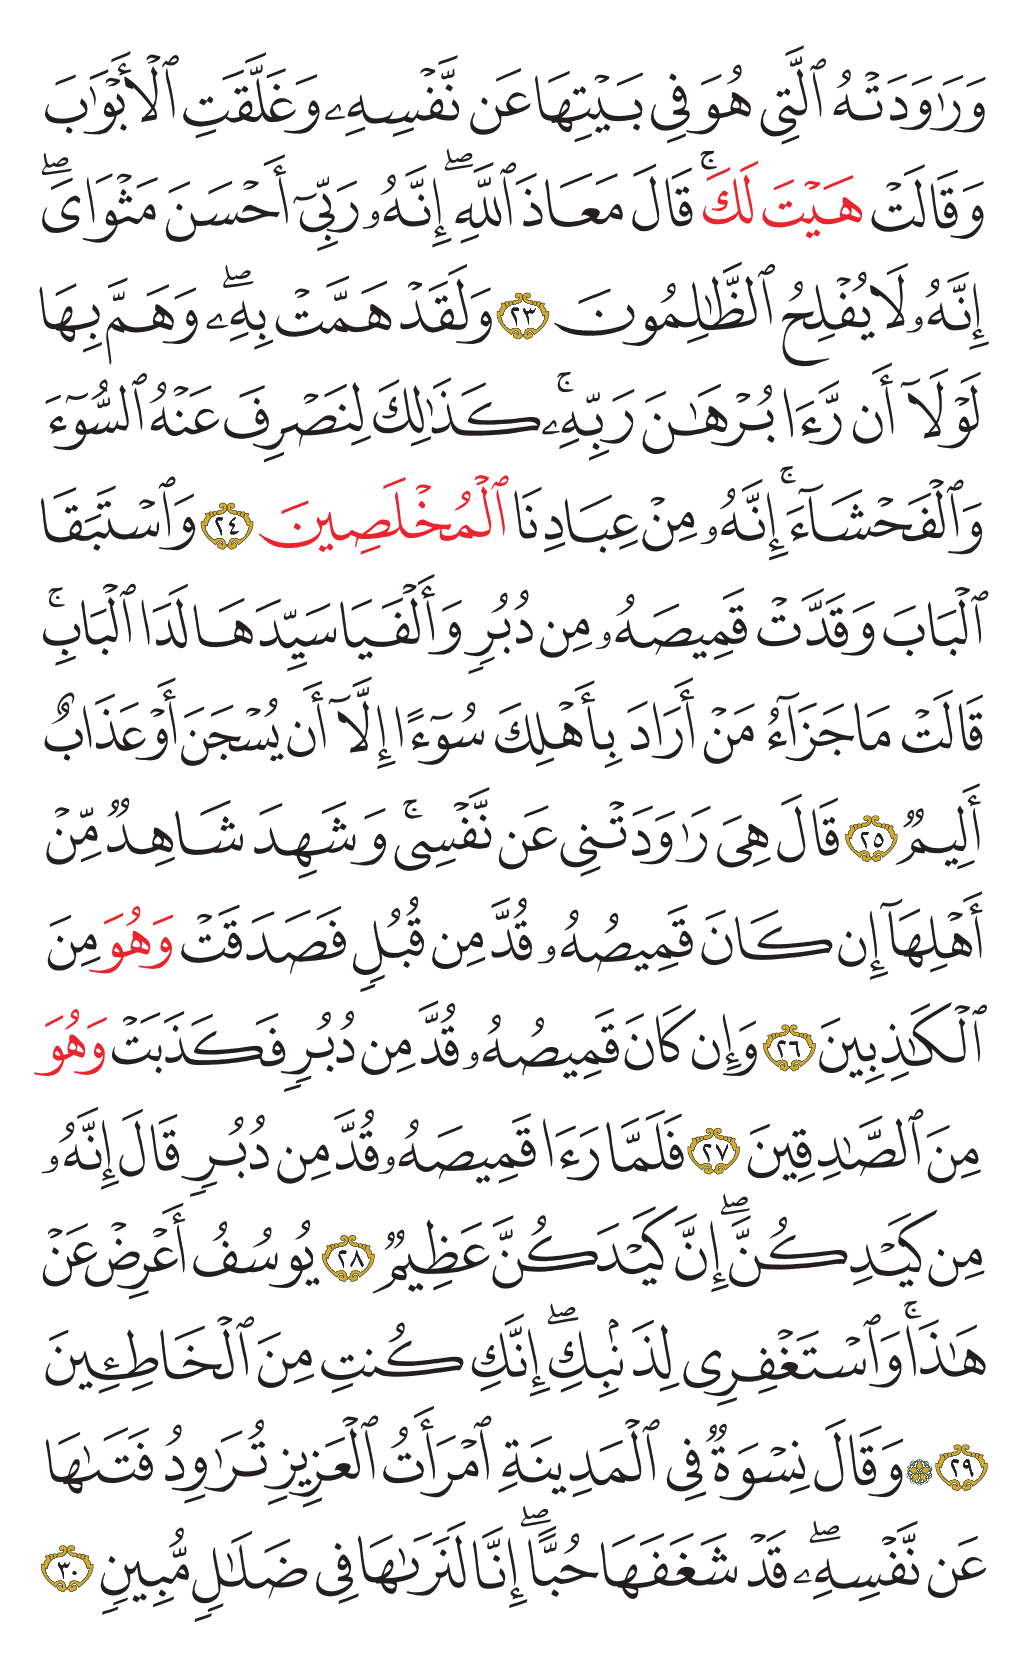 وَرَٰوَدَتۡهُ ٱلَّتِي هُوَ فِي بَيۡتِهَا عَن نَّفۡسِهِۦ وَغَلَّقَتِ ٱلۡأَبۡوَٰبَ
وَقَالَتۡ هَيۡتَ لَكَۚ قَالَ مَعَاذَ ٱللَّهِۖ إِنَّهُۥ رَبِّيٓ أَحۡسَنَ مَثۡوَايَۖ
إِنَّهُۥ لَا يُفۡلِحُ ٱلظَّٰلِمُونَ ٢٣ وَلَقَدۡ هَمَّتۡ بِهِۦۖ وَهَمَّ بِهَا
لَوۡلَآ أَن رَّءَا بُرۡهَٰنَ رَبِّهِۦۚ كَذَٰلِكَ لِنَصۡرِفَ عَنۡهُ ٱلسُّوٓءَ
وَٱلۡفَحۡشَآءَۚ إِنَّهُۥ مِنۡ عِبَادِنَا ٱلۡمُخۡلَصِينَ ٢٤ وَٱسۡتَبَقَا
ٱلۡبَابَ وَقَدَّتۡ قَمِيصَهُۥ مِن دُبُرٖ وَأَلۡفَيَا سَيِّدَهَا لَدَا ٱلۡبَابِۚ
قَالَتۡ مَا جَزَآءُ مَنۡ أَرَادَ بِأَهۡلِكَ سُوٓءًا إِلَّآ أَن يُسۡجَنَ أَوۡ عَذَابٌ
أَلِيمٞ ٢٥ قَالَ هِيَ رَٰوَدَتۡنِي عَن نَّفۡسِيۚ وَشَهِدَ شَاهِدٞ مِّنۡ
أَهۡلِهَآ إِن كَانَ قَمِيصُهُۥ قُدَّ مِن قُبُلٖ فَصَدَقَتۡ وَهُوَ مِنَ
ٱلۡكَٰذِبِينَ ٢٦ وَإِن كَانَ قَمِيصُهُۥ قُدَّ مِن دُبُرٖ فَكَذَبَتۡ وَهُوَ
مِنَ ٱلصَّٰدِقِينَ ٢٧ فَلَمَّا رَءَا قَمِيصَهُۥ قُدَّ مِن دُبُرٖ قَالَ إِنَّهُۥ
مِن كَيۡدِكُنَّۖ إِنَّ كَيۡدَكُنَّ عَظِيمٞ ٢٨ يُوسُفُ أَعۡرِضۡ عَنۡ
هَٰذَاۚ وَٱسۡتَغۡفِرِي لِذَنۢبِكِۖ إِنَّكِ كُنتِ مِنَ ٱلۡخَاطِـِٔينَ
٢٩ ۞ وَقَالَ نِسۡوَةٞ فِي ٱلۡمَدِينَةِ ٱمۡرَأَتُ ٱلۡعَزِيزِ تُرَٰوِدُ فَتَىٰهَا
عَن نَّفۡسِهِۦۖ قَدۡ شَغَفَهَا حُبًّاۖ إِنَّا لَنَرَىٰهَا فِي ضَلَٰلٖ مُّبِينٖ ٣٠